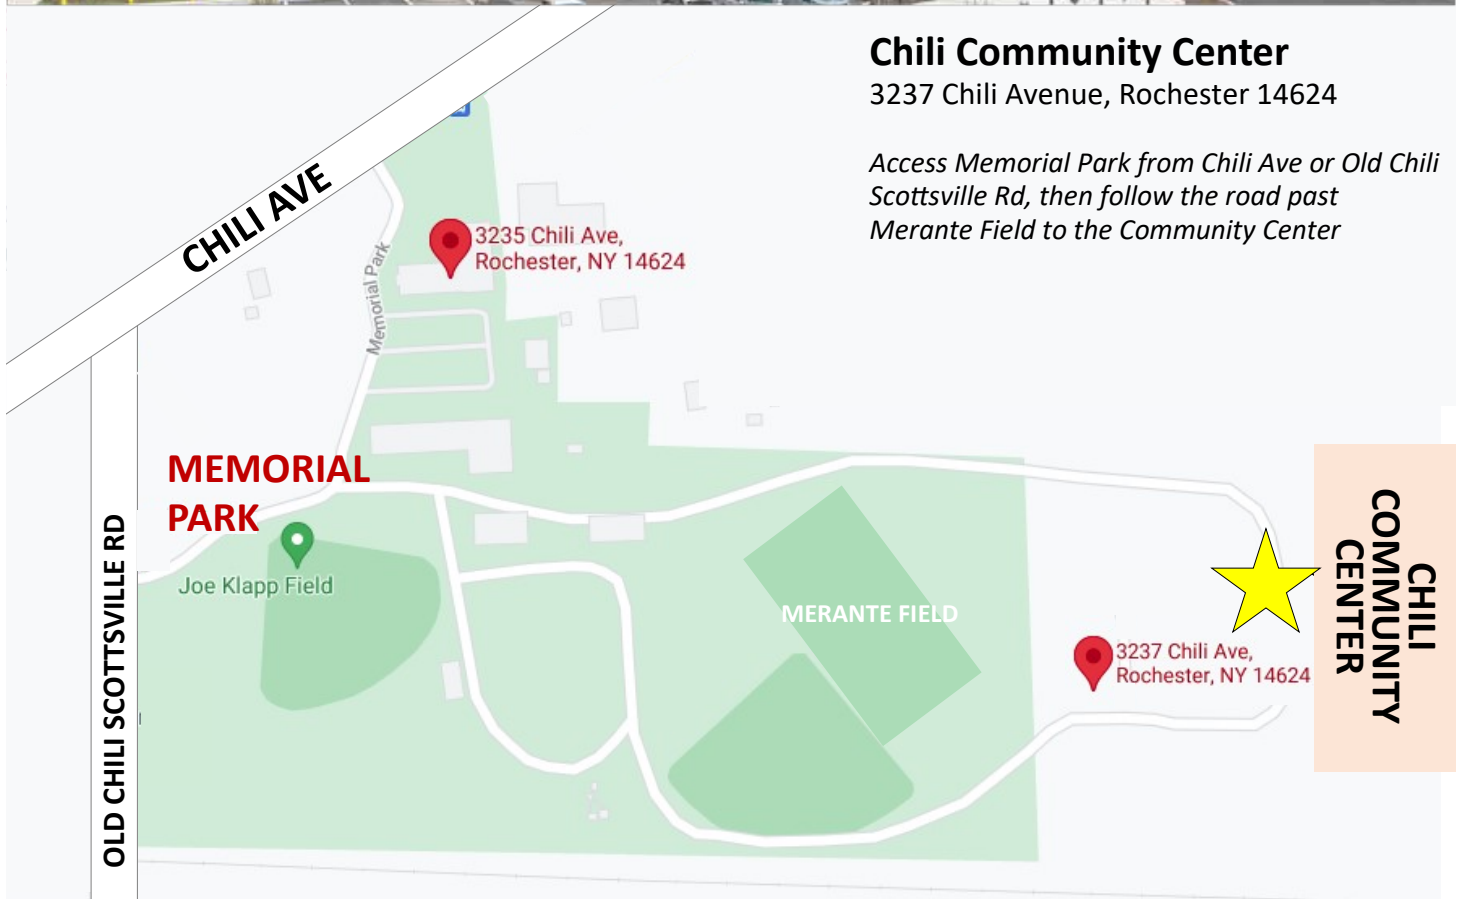 Chili Community Center
3237 Chili Avenue, Rochester 14624
Access Memorial Park from Chili Ave or Old Chili
Scottsville Rd, then follow the road past
Merante Field to the Community Center
CHILI AVE
3235 Chili Ave,
Rochester, NY 14624
Memorial Park
MEMORIAL
PARK
Joe Klapp Field
OLD CHILI SCOTTSVILLE RD
MERANTE FIELD
3237 Chili Ave,
Rochester, NY 14624
CHILI
COMMUNITY
CENTER